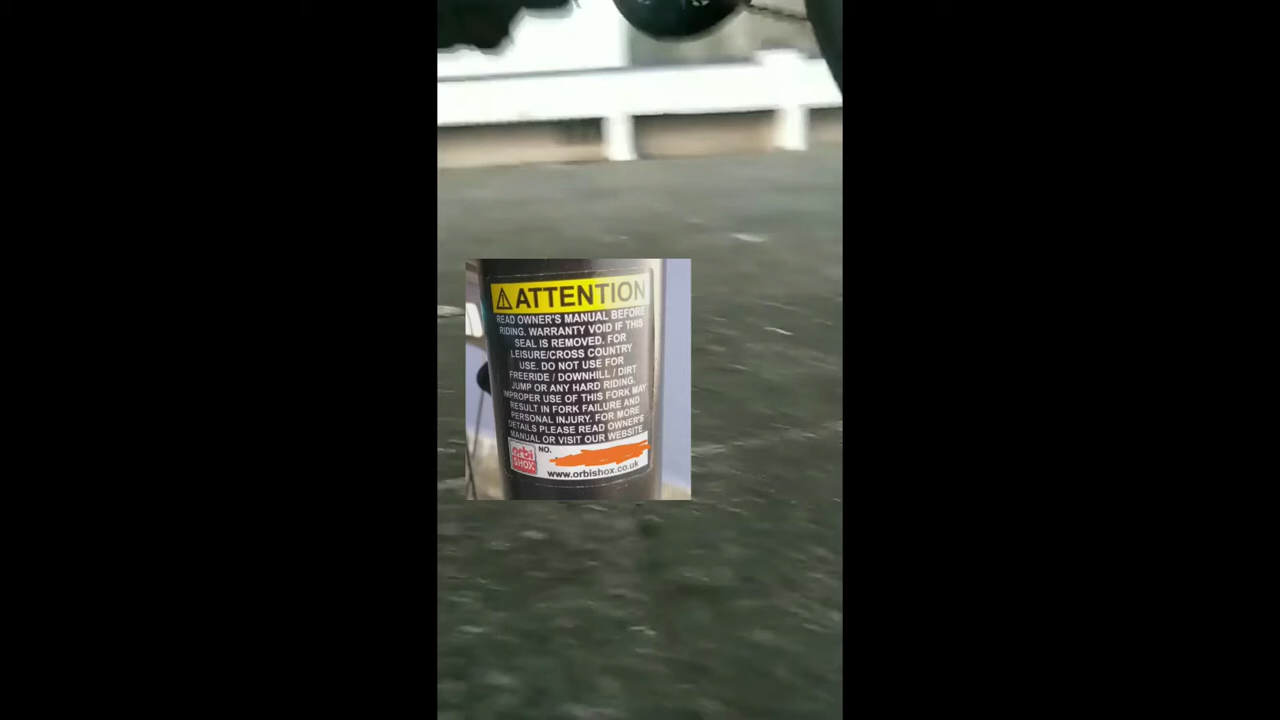 ATTENTION
READ OWNER'S MANUAL BEFORE
RIDING. WARRANTY VOID IF THIS
SEAL IS REMOVED. FOR
LEISURE/CROSS COUNTRY
USE. DO NOT USE FOR
FREERIDE / DOWNHILL / DIRT
JUMP OR ANY HARD RIDING.
IMPROPER USE OF THIS FORK MAY
RESULT IN FORK FAILURE AND
PERSONAL INJURY. FOR MORE
DETAILS PLEASE READ OWNER'S
MANUAL OR VISIT OUR WEBSITE
NO.
orbi
SHOX
www.orbishox.co.uk